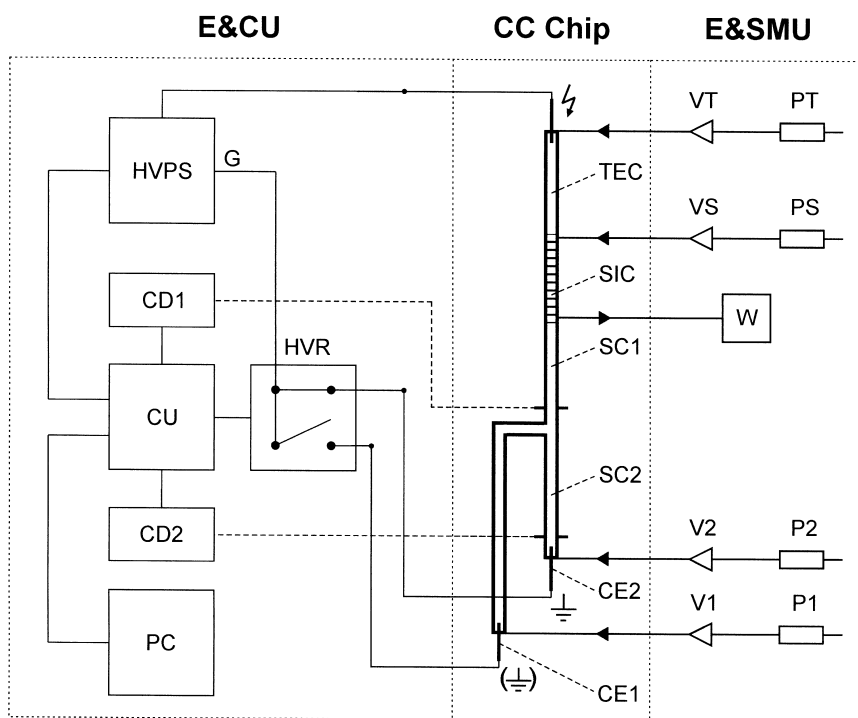 E&CU CC Chip E&SMU
VT PT
HVPS G
TEC
VS PS
CD1
SIC
W
HVR
SC1
CU
SC2
CD2
V2 P2
CE2
V1 P1
PC
CE1